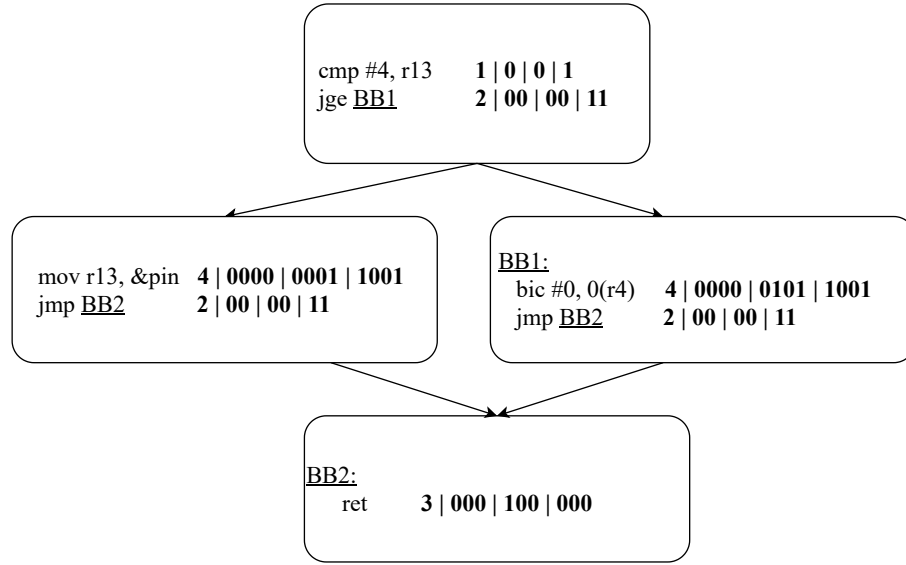 cmp #4, r13 1 | 0 | 0 | 1
jge BB1 2 | 00 | 00 | 11
mov r13, &pin 4 | 0000 | 0001 | 1001
jmp BB2 2 | 00 | 00 | 11
BB1:
bic #0, 0(r4) 4 | 0000 | 0101 | 1001
jmp BB2 2 | 00 | 00 | 11
BB2:
ret 3 | 000 | 100 | 000